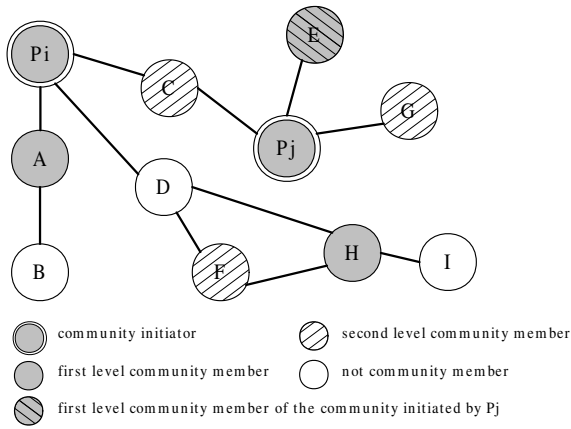 Pi
E
C
G
Pj
A
D
H
I
B
F
community initiator
second level community member
first level community member
not community member
first level community member of the community initiated by Pj